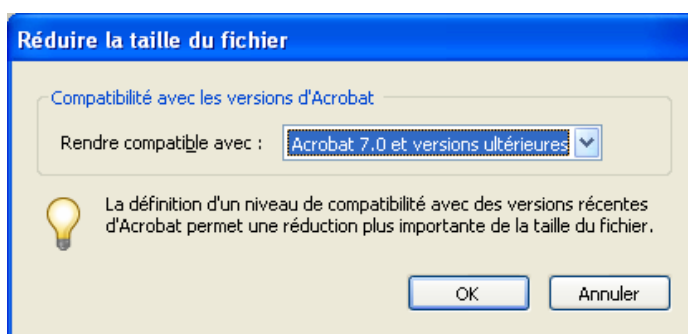 Réduire la taille du fichier
Compatibilité avec les versions d'Acrobat
Rendre compatible avec : Acrobat 7.0 et versions ultérieures
La définition d'un niveau de compatibilité avec des versions récentes
d'Acrobat permet une réduction plus importante de la taille du fichier.
OK Annuler